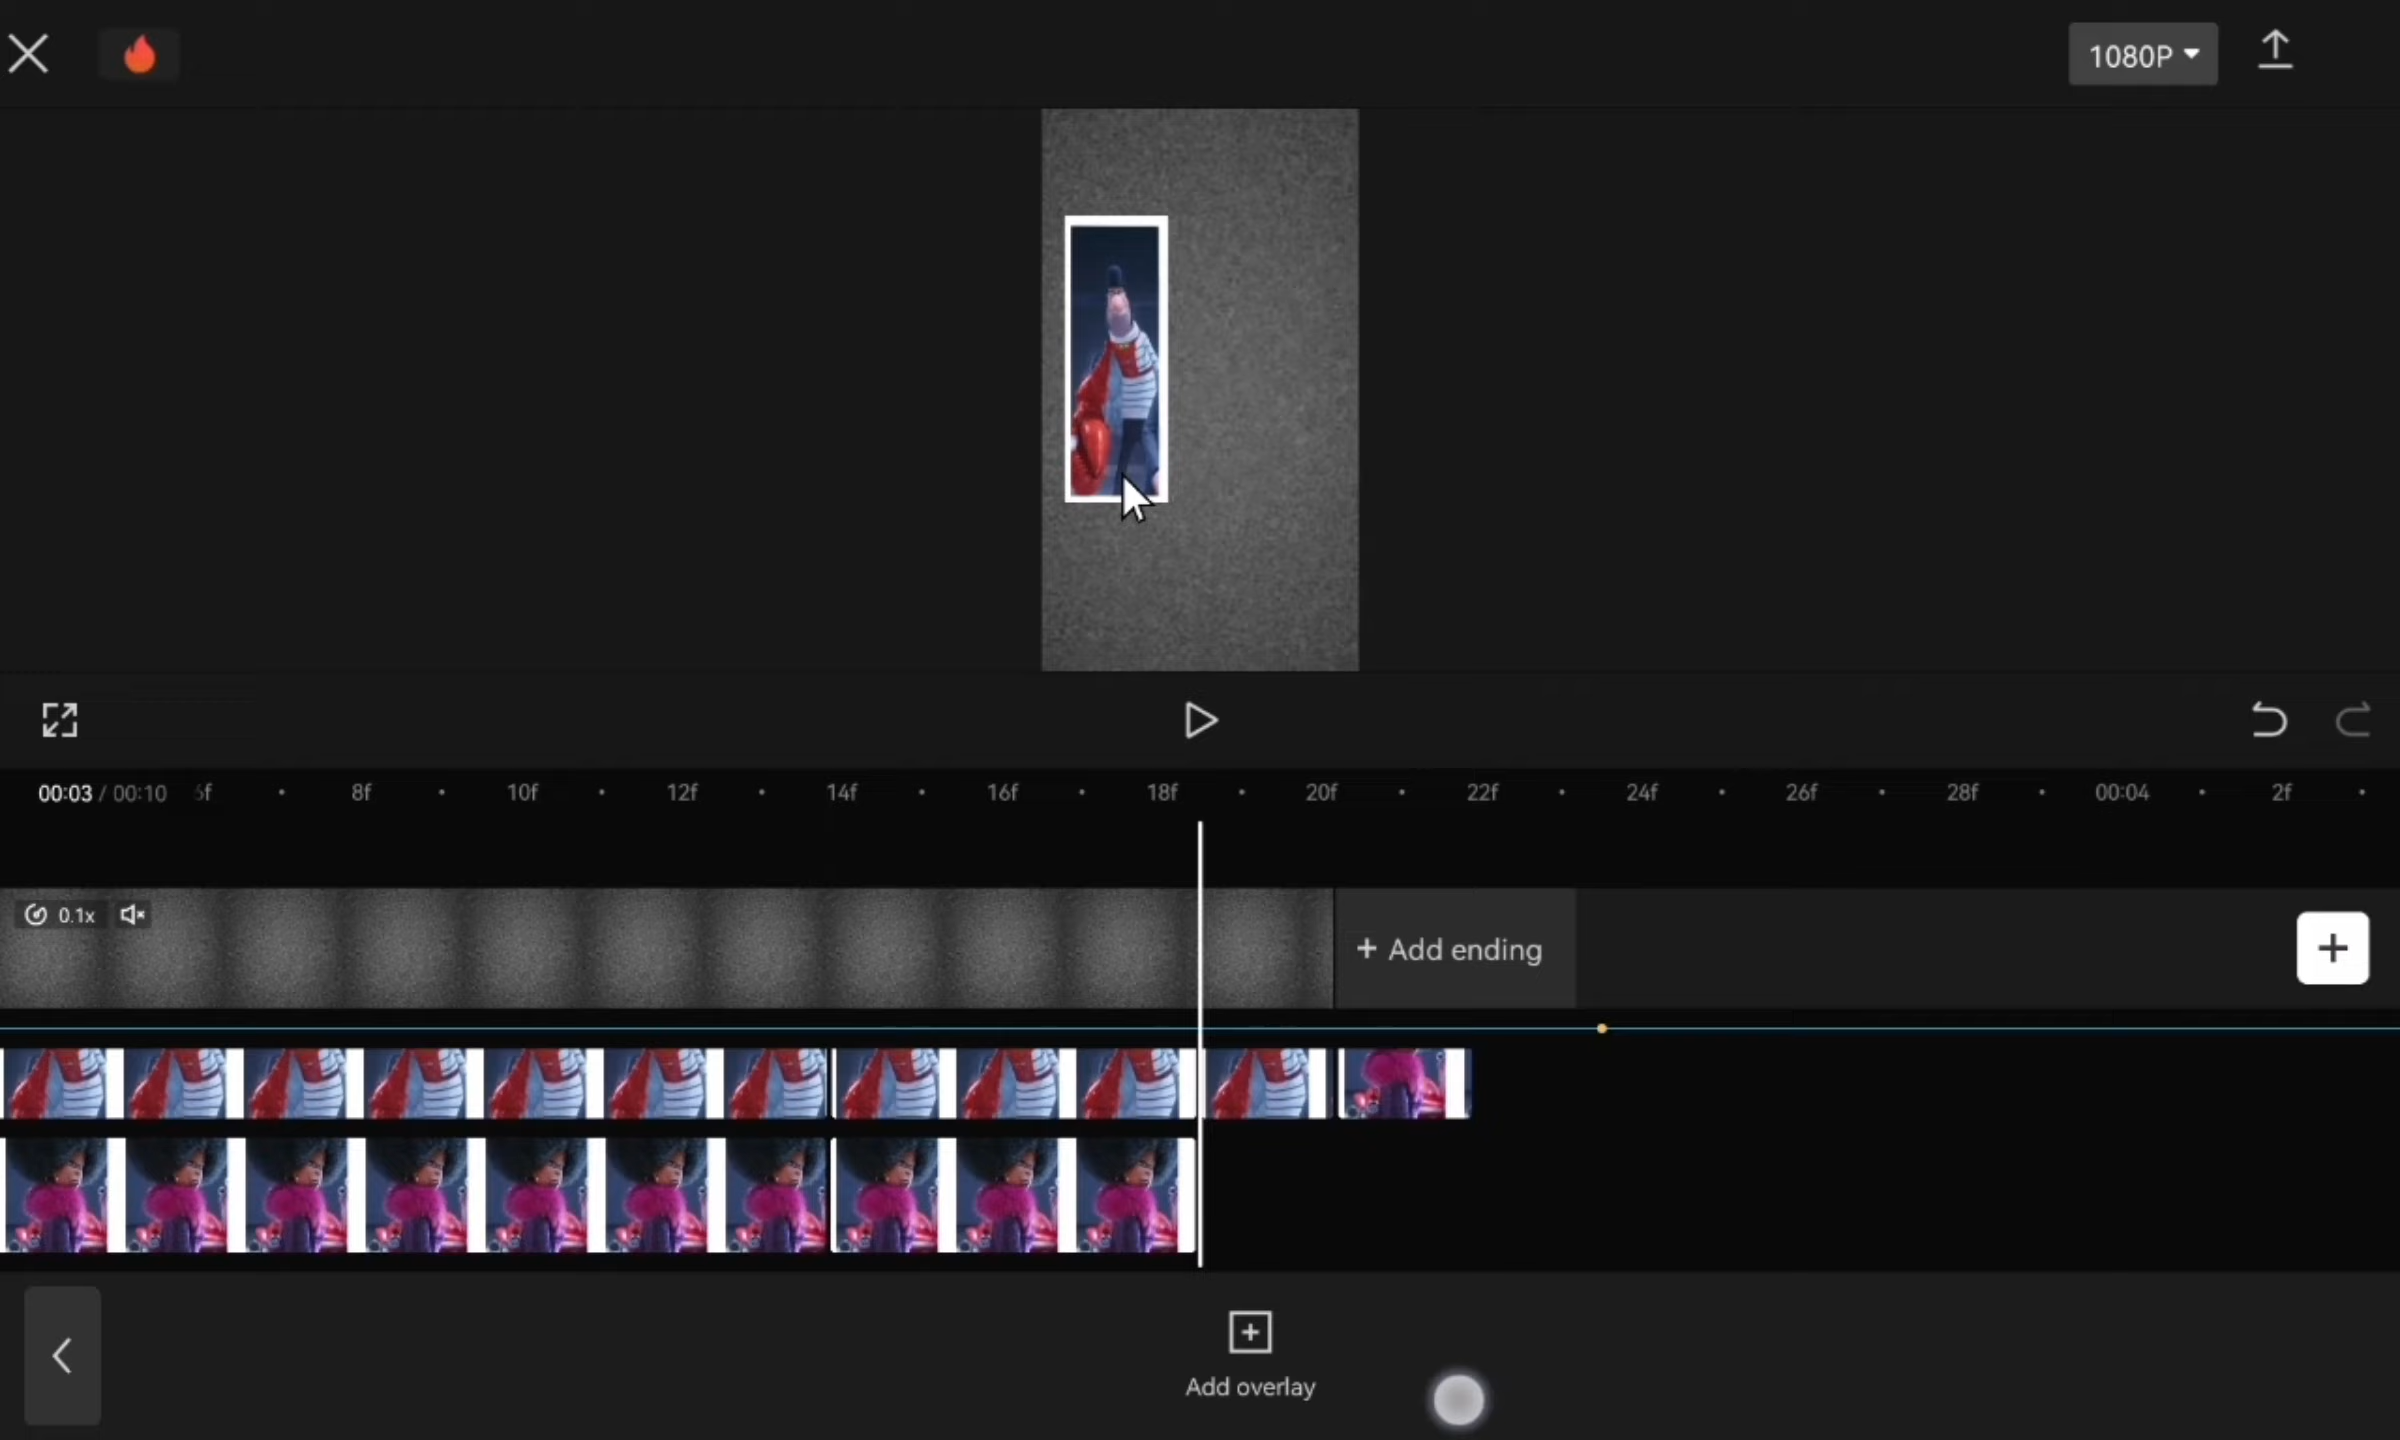 1080P
00:03 / 00:10
6f
8f
10f
12f
14f
16f
18f
20f
22f
24f
26f
28f
00:04
2f
0.1x
+ Add ending
Add overlay